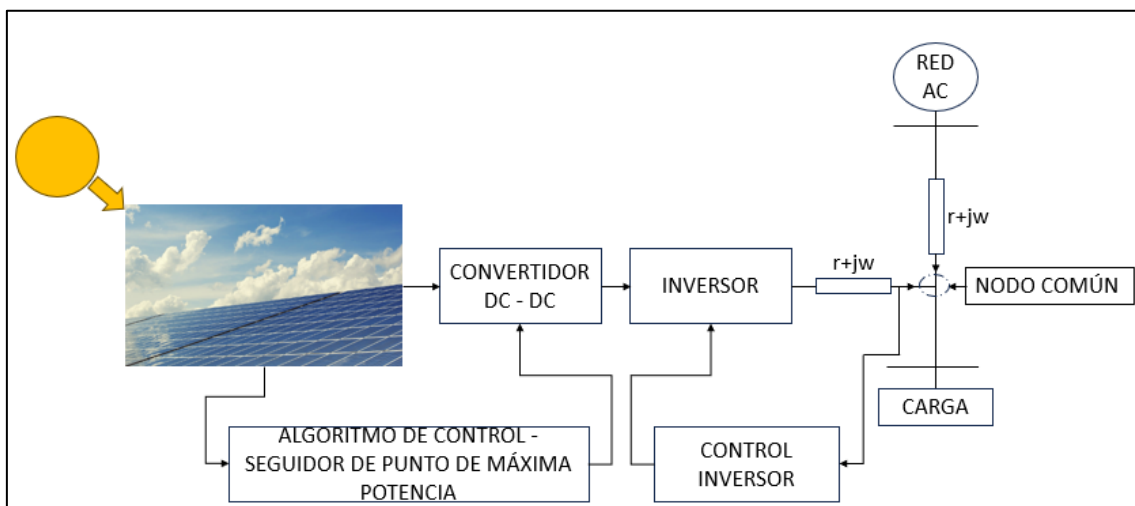 RED
AC
r+jw
CONVERTIDOR
DC - DC
INVERSOR
r+jw
NODO COMÚN
CARGA
ALGORITMO DE CONTROL -
SEGUIDOR DE PUNTO DE MÁXIMA
POTENCIA
CONTROL
INVERSOR